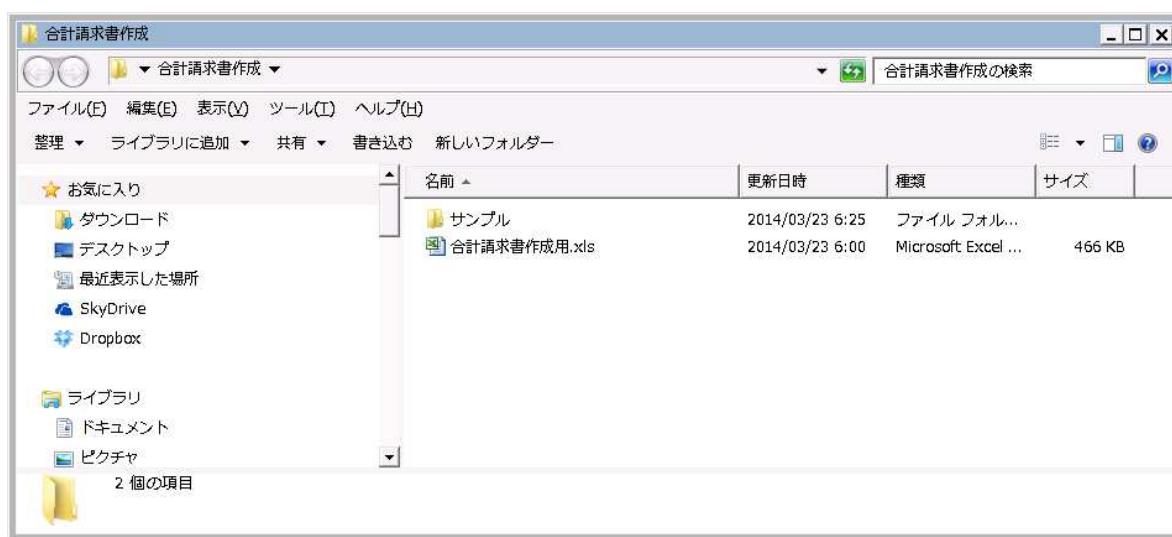 合計請求書作成
合計請求書作成
合計請求書作成の検索
ファイル(F) 編集(E) 表示(V) ツール(T) ヘルプ(H)
整理 ライブラリに追加 共有 書き込む 新しいフォルダー
お気に入り
ダウンロード
デスクトップ
最近表示した場所
SkyDrive
Dropbox
ライブラリ
ドキュメント
ピクチャ
名前 更新日時 種類 サイズ
サンプル 2014/03/23 6:25 ファイル フォル...
合計請求書作成用.xls 2014/03/23 6:00 Microsoft Excel ... 466 KB
2 個の項目